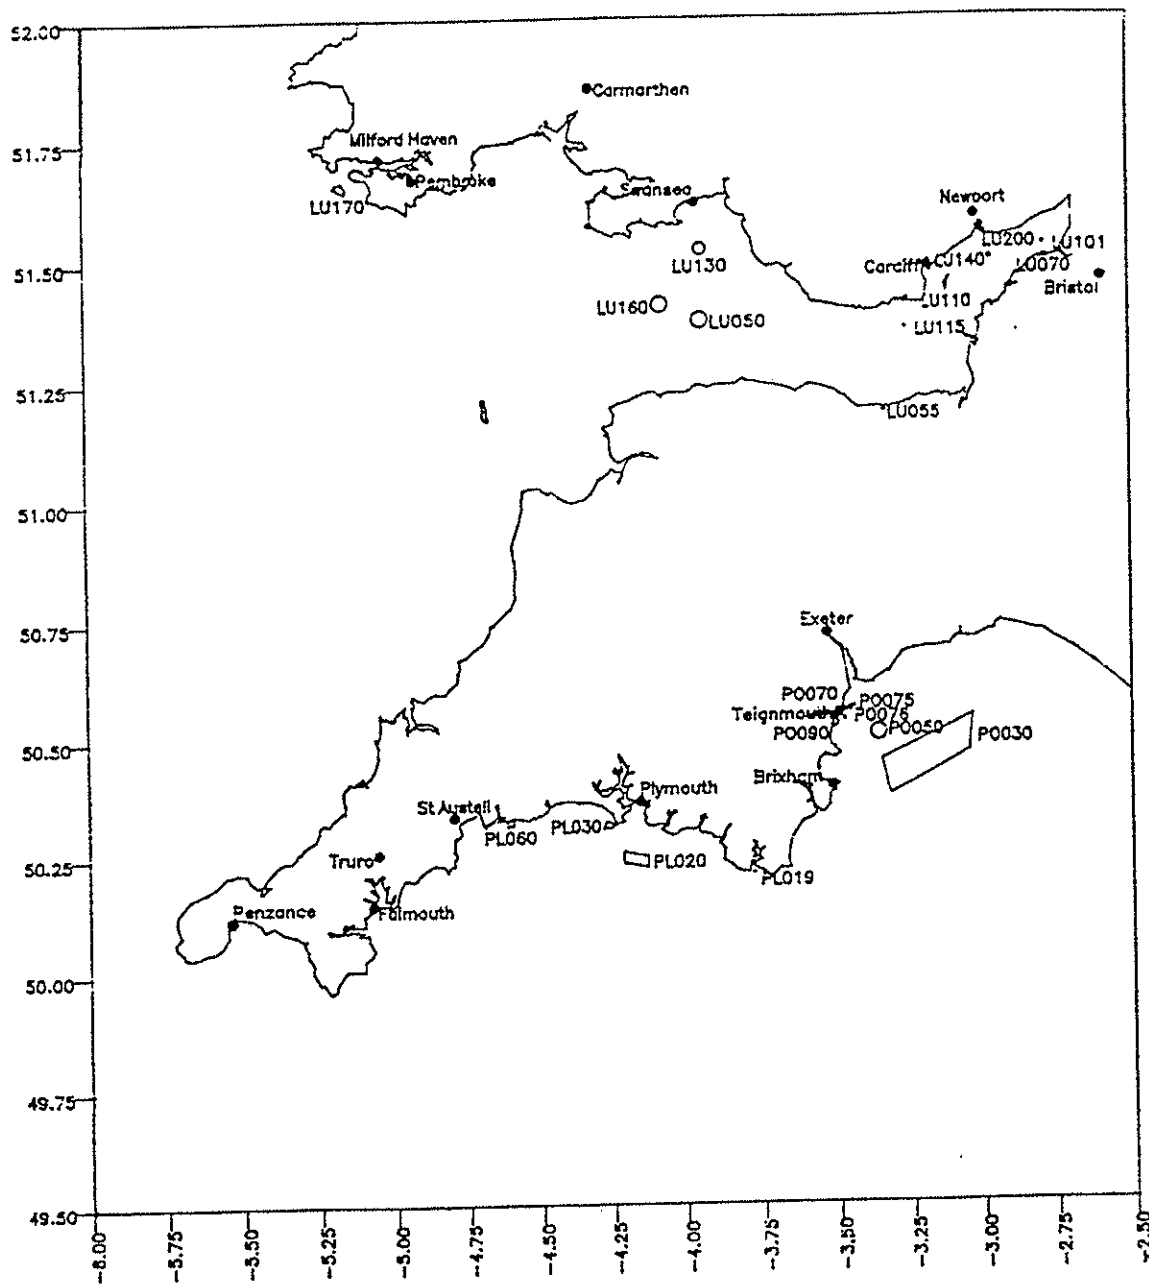 52.00
Carmarthen
51.75
Milford Haven
Pembroke
LU170
Swansea
Newport
LU200
LU101
Cardiff
CJ140
LU070
Bristol
51.50
LU130
LU160
LU050
LU110
LU115
51.25
LU055
51.00
50.75
Exeter
PO070
PO075
Teignmouth
PO076
PO090
PO050
PO030
50.50
Brixham
Plymouth
St Austell
PL060
PL030
PL020
PL019
Truro
50.25
Penzance
Falmouth
50.00
49.75
49.50
-6.00
-5.75
-5.50
-5.25
-5.00
-4.75
-4.50
-4.25
-4.00
-3.75
-3.50
-3.25
-3.00
-2.75
-2.50